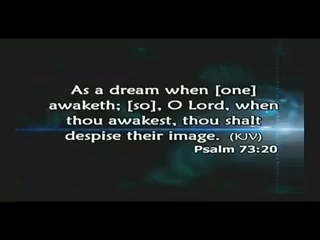 As a dream when [one]
awaketh; [so], O Lord, when
thou awakest, thou shalt
despise their image. (KJV)
Psalm 73:20